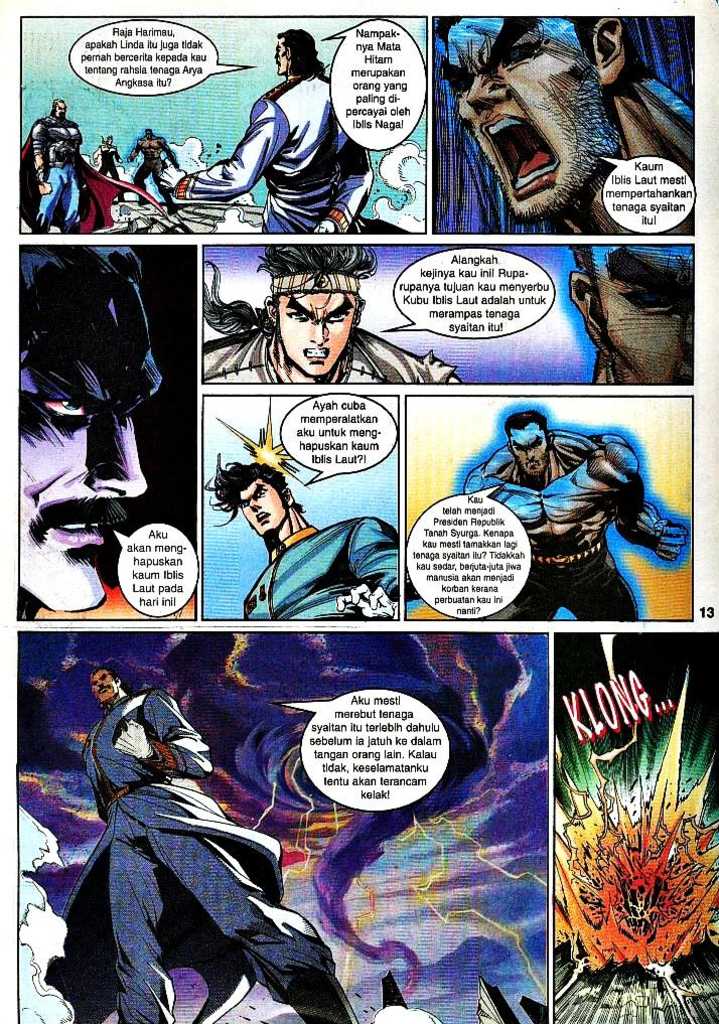 Raja Harimau,
apakah Linda itu juga tidak
pernah bercerita kepada kau
tentang rahsia tenaga Arya
Angkasa itu?
Nampak-
nya Mata
Hitam
merupakan
orang yang
paling di-
percayai oleh
Iblis Naga!
Kaum
Iblis Laut mesti
mempertahankan
tenaga syaitan
itu!
Aku
akan meng-
hapuskan kaum
Iblis Laut pada
hari ini!
Alangkah
kejinya kau ini! Rupa-
rupanya tujuan kau menyerbu
Kubu Iblis Laut adalah untuk
merampas tenaga
syaitan itu!
Ayah cuba
memperalatkan
aku untuk meng-
hapuskan kaum
Iblis Laut?!
Kau
telah menjadi
Presiden Republik
Tanah Syurga. Kenapa
kau mesti tamakkan lagi
tenaga syaitan itu? Tidakkah
kau sedar, berjuta-juta jiwa
manusia akan menjadi
korban kerana
perbuatan kau ini
nanti?
13
Aku mesti
merebut tenaga
syaitan itu terlebih dahulu
sebelum ia jatuh ke dalam
tangan orang lain. Kalau
tidak, keselamatanku
tentu akan terancam
kelak!
KLONG...